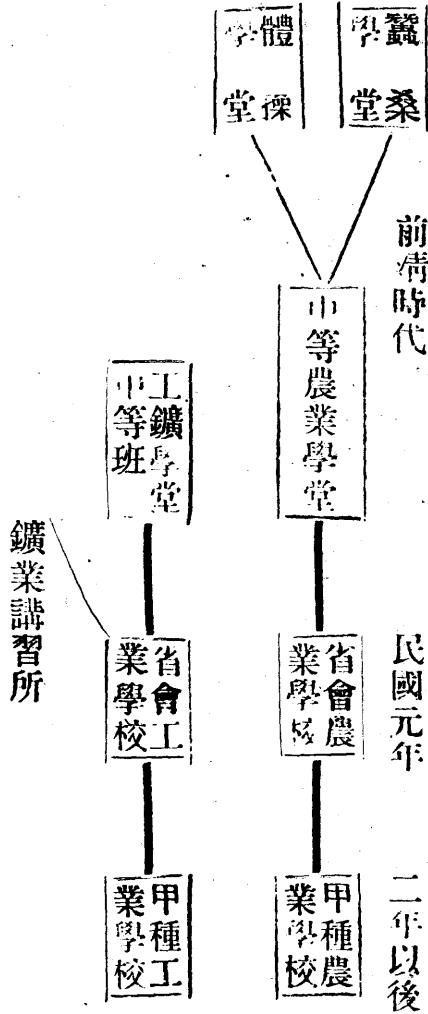 前清時代
民國元年
二年以後
蠶桑
學堂
體操
學堂
中等農業學堂
省會農
業學校
甲種農
業學校
工鑛學堂
中等班
省會工
業學校
甲種工
業學校
鑛業講習所